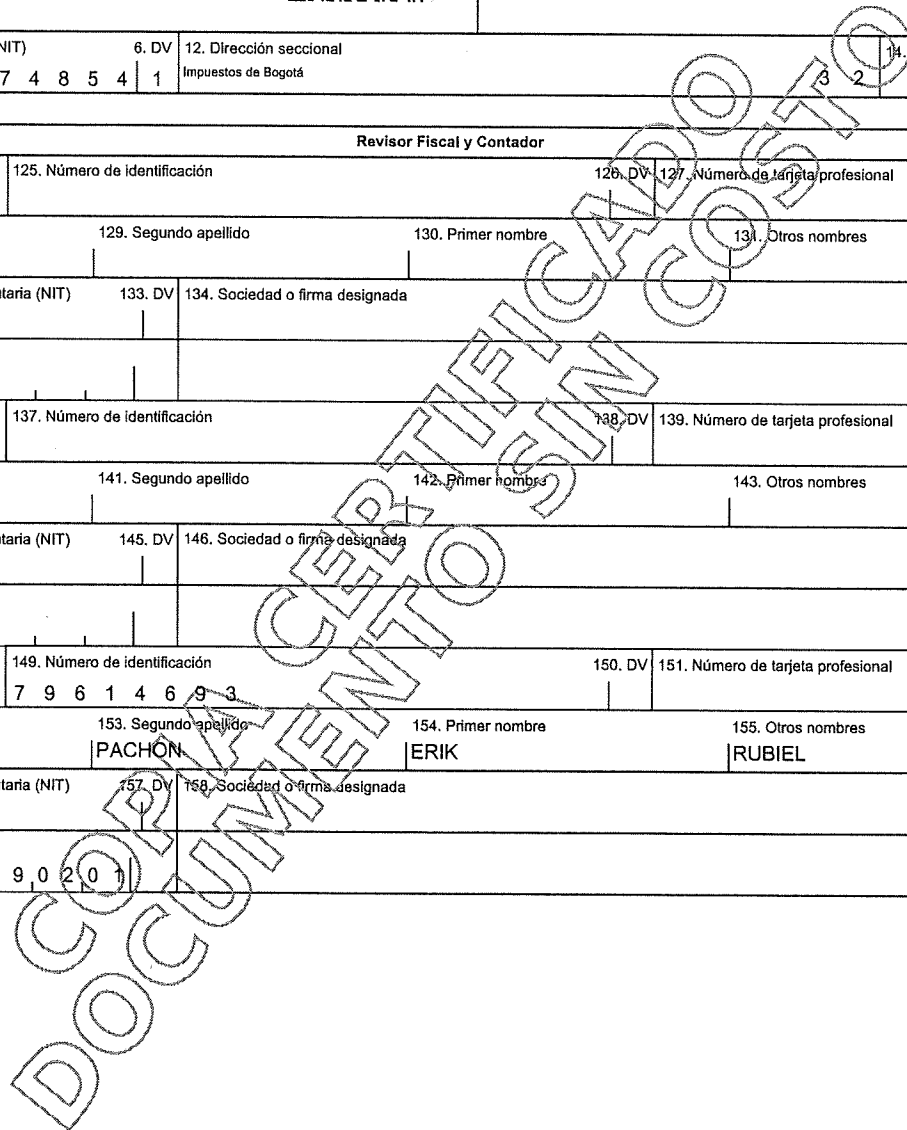 NIT) 6. DV 12. Dirección seccional 14.
7 4 8 5 4 1 Impuestos de Bogotá 3 2
Revisor Fiscal y Contador
125. Número de identificación 126. DV 127. Número de tarjeta profesional
129. Segundo apellido 130. Primer nombre 131. Otros nombres
taria (NIT) 133. DV 134. Sociedad o firma designada
137. Número de identificación 138. DV 139. Número de tarjeta profesional
141. Segundo apellido 142. Primer nombre 143. Otros nombres
taria (NIT) 145. DV 146. Sociedad o firma designada
149. Número de identificación 150. DV 151. Número de tarjeta profesional
7 9 6 1 4 6 9 3
153. Segundo apellido 154. Primer nombre 155. Otros nombres
PACHON ERIK RUBIEL
taria (NIT) 157. DV 158. Sociedad o firma designada
9 0 2 0 1
COPIA CERTIFICADO
DOCUMENTO SIN COSTO